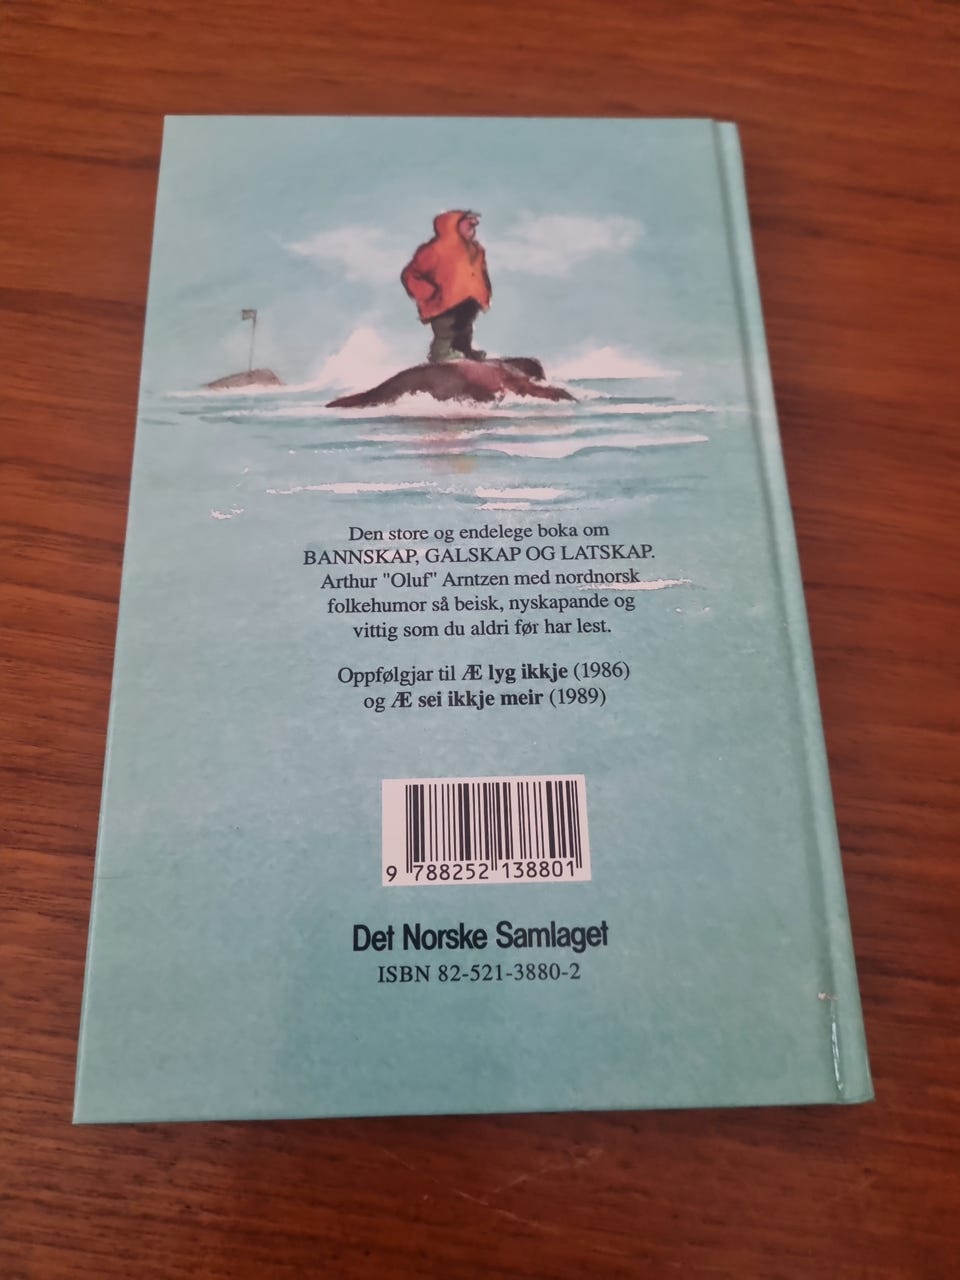 Den store og endelege boka om
BANNSKAP, GALSKAP OG LATSKAP.
Arthur "Oluf" Arntzen med nordnorsk
folkehumor så beisk, nyskapande og
vittig som du aldri før har lest.
Oppfølgjar til Æ lyg ikkje (1986)
og Æ sei ikkje meir (1989)
9 788252 138801
Det Norske Samlaget
ISBN 82-521-3880-2